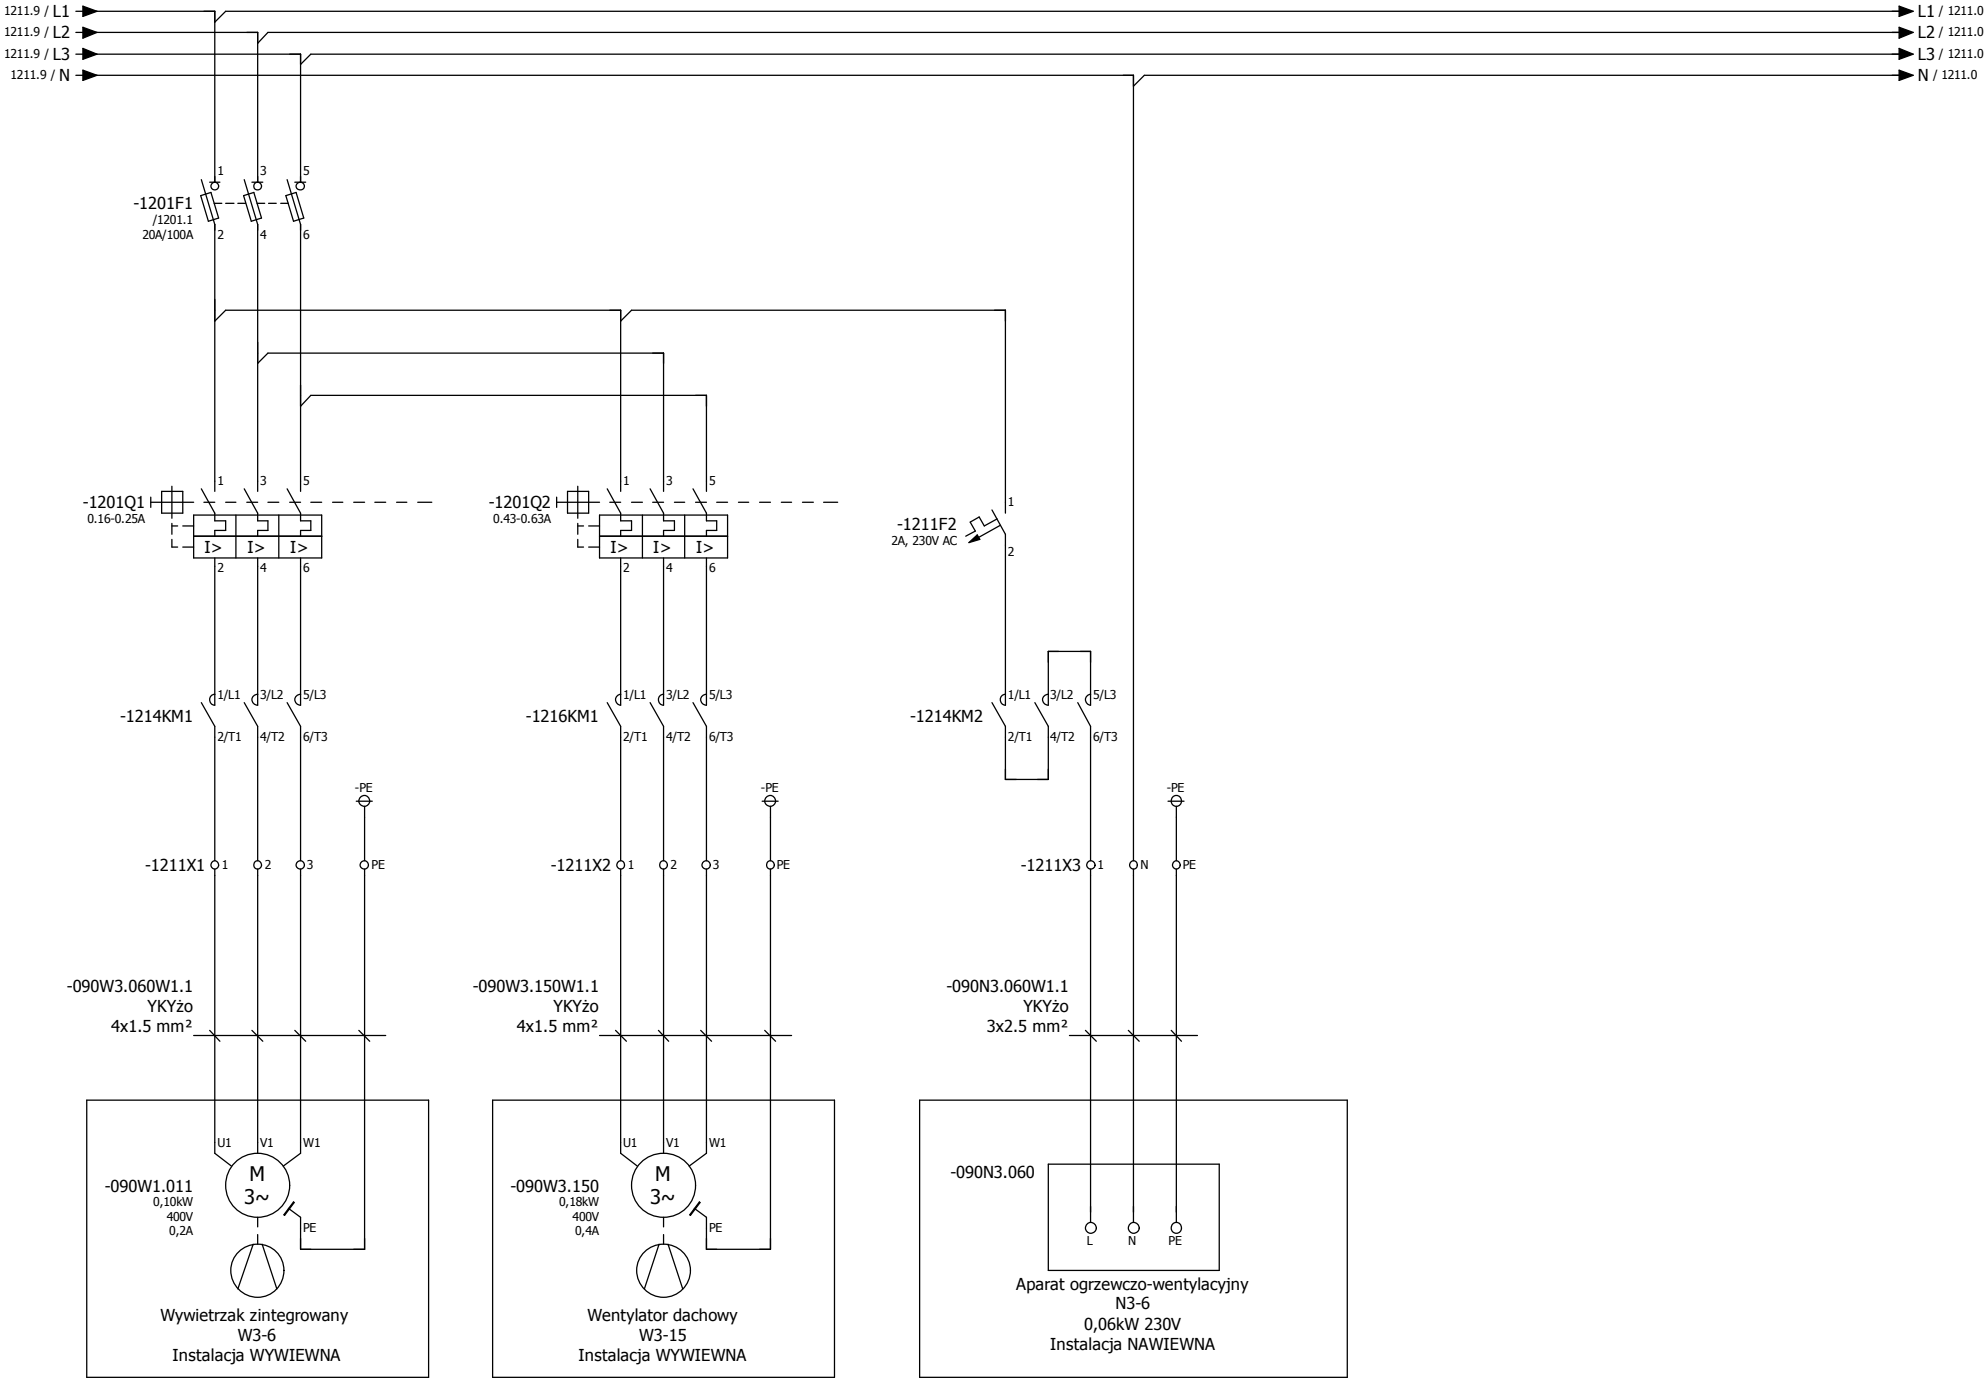 1211.9 / L1
L1 / 1211.0
1211.9 / L2
L2 / 1211.0
1211.9 / L3
L3 / 1211.0
1211.9 / N
N / 1211.0
1 3 5
-1201F1
/1201.1
20A/100A
2 4 6
1 3 5
-1201Q1
0.16-0.25A
I> I> I>
2 4 6
1 3 5
-1201Q2
0.43-0.63A
I> I> I>
2 4 6
1
-1211F2
2A, 230V AC
2
1/L1 3/L2 5/L3
-1214KM1
2/T1 4/T2 6/T3
1/L1 3/L2 5/L3
-1216KM1
2/T1 4/T2 6/T3
1/L1 3/L2 5/L3
-1214KM2
2/T1 4/T2 6/T3
-PE
-PE
-PE
-1211X1 1 2 3 PE
-1211X2 1 2 3 PE
-1211X3 1 N PE
-090W3.060W1.1
YKYżo
4x1.5 mm²
-090W3.150W1.1
YKYżo
4x1.5 mm²
-090N3.060W1.1
YKYżo
3x2.5 mm²
U1 V1 W1
M
3~
-090W1.011
0,10kW
400V
0,2A
PE
Wywietrzak zintegrowany
W3-6
Instalacja WYWIEWNA
U1 V1 W1
M
3~
-090W3.150
0,18kW
400V
0,4A
PE
Wentylator dachowy
W3-15
Instalacja WYWIEWNA
-090N3.060
L N PE
Aparat ogrzewczo-wentylacyjny
N3-6
0,06kW 230V
Instalacja NAWIEWNA